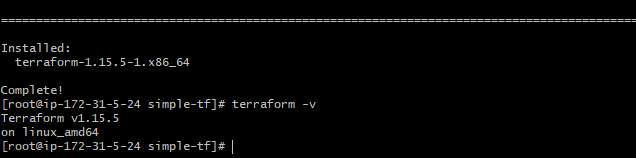 ================================================================================
Installed:
  terraform-1.15.5-1.x86_64
Complete!
[root@ip-172-31-5-24 simple-tf]# terraform -v
Terraform v1.15.5
on linux_amd64
[root@ip-172-31-5-24 simple-tf]#